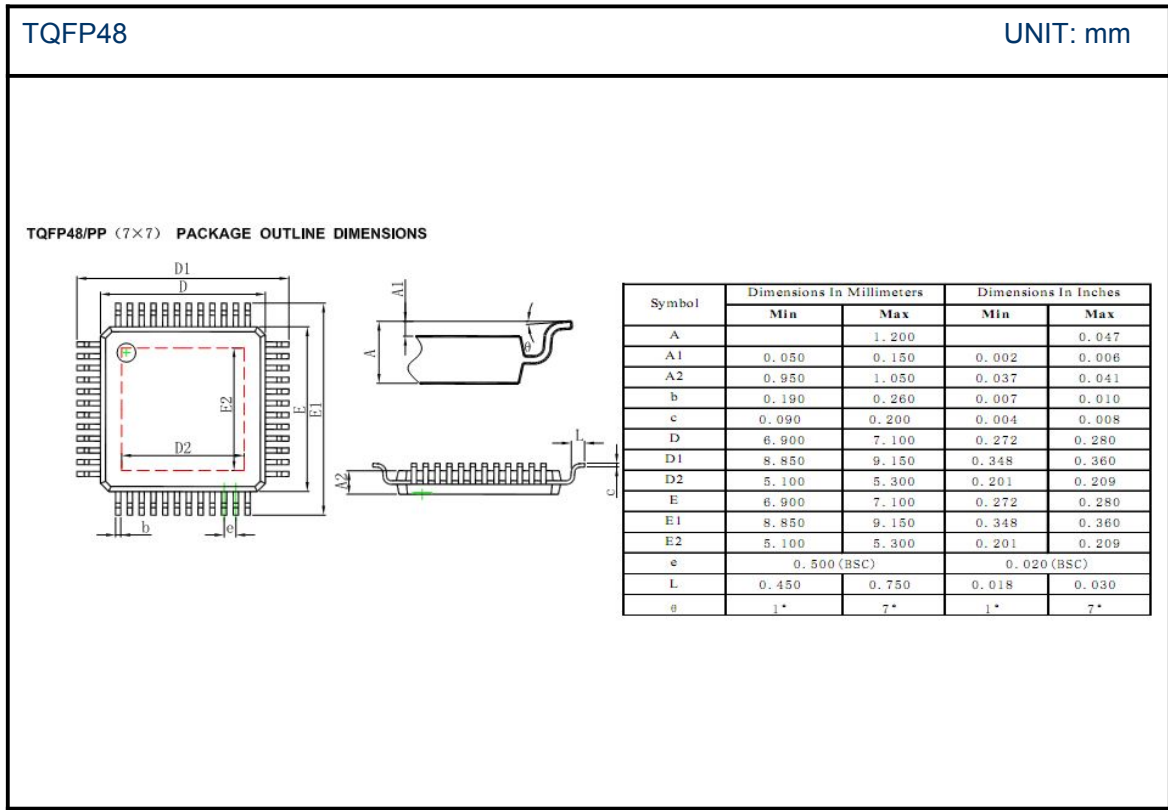 TQFP48 UNIT: mm
TQFP48/PP (7×7) PACKAGE OUTLINE DIMENSIONS
D1
D
E2
E
E1
D2
b
e
A1
A
θ
L
A2
c
Symbol Dimensions In Millimeters Dimensions In Inches
Min Max Min Max
A 1.200 0.047
A1 0.050 0.150 0.002 0.006
A2 0.950 1.050 0.037 0.041
b 0.190 0.260 0.007 0.010
c 0.090 0.200 0.004 0.008
D 6.900 7.100 0.272 0.280
D1 8.850 9.150 0.348 0.360
D2 5.100 5.300 0.201 0.209
E 6.900 7.100 0.272 0.280
E1 8.850 9.150 0.348 0.360
E2 5.100 5.300 0.201 0.209
e 0.500(BSC) 0.020(BSC)
L 0.450 0.750 0.018 0.030
θ 1° 7° 1° 7°